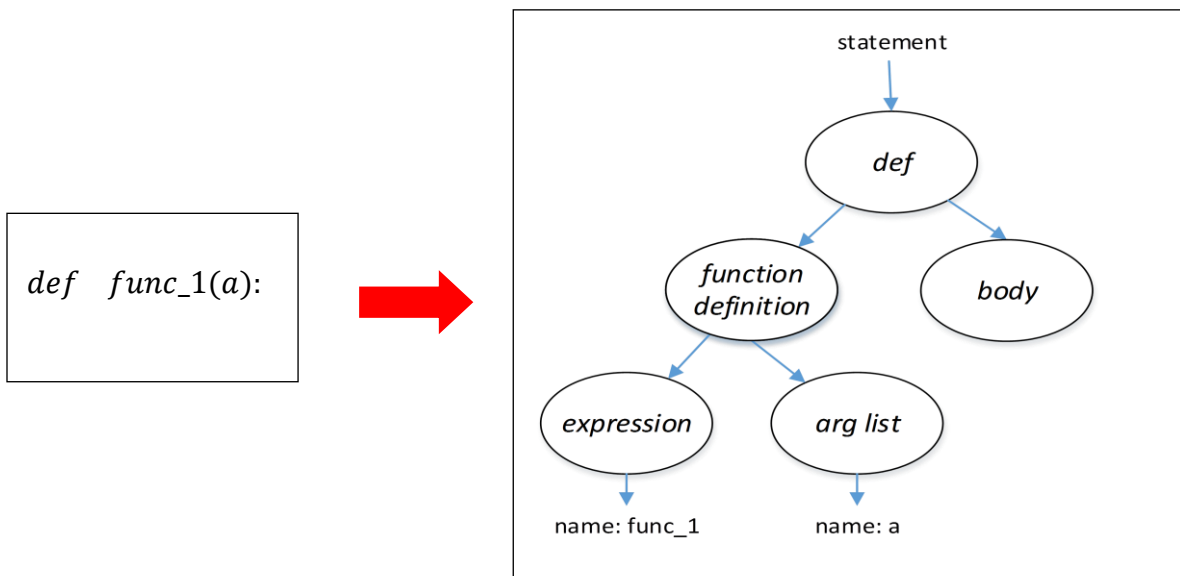 def func_1(a):
statement
def
function
definition
body
expression
arg list
name: func_1
name: a